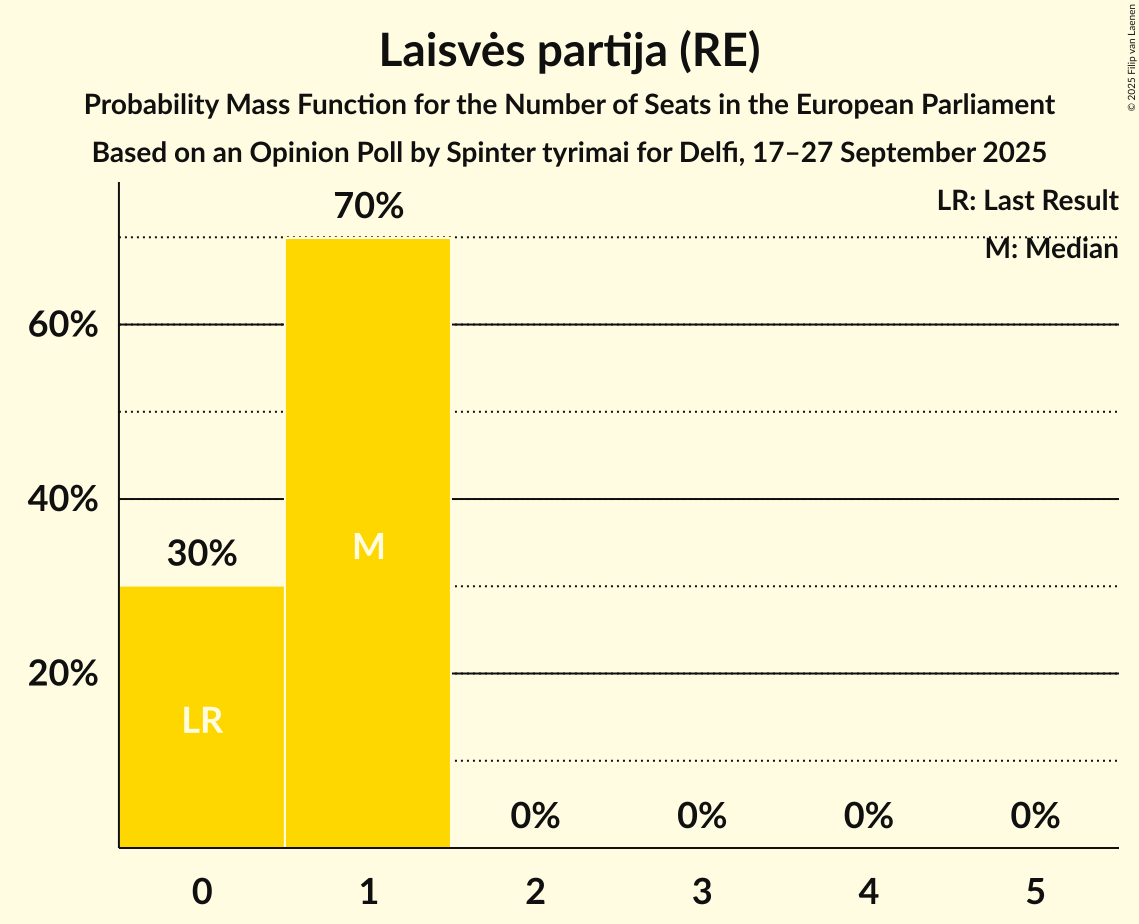 Laisvės partija (RE)
Probability Mass Function for the Number of Seats in the European Parliament
Based on an Opinion Poll by Spinter tyrimai for Delfi, 17–27 September 2025
© 2025 Filip van Laenen
LR: Last Result
M: Median
70%
60%
40%
30%
M
20%
LR
0%
0%
0%
0%
0
1
2
3
4
5